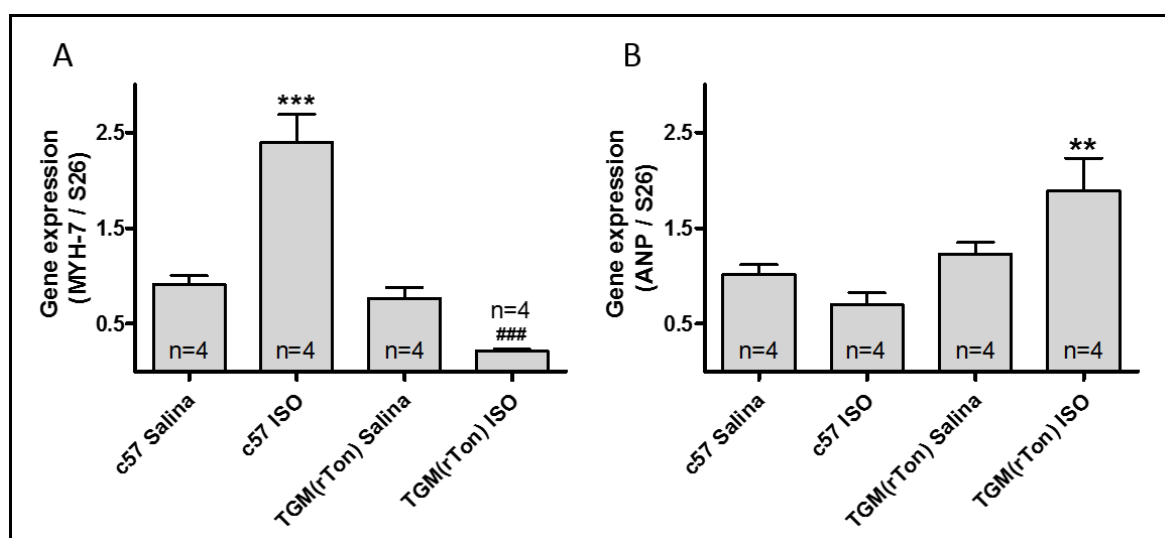 A
Gene expression
(MYH-7 / S26)
2.5
1.5
0.5
***
n=4
n=4
n=4
n=4
###
c57 Salina
c57 ISO
TGM(rTon) Salina
TGM(rTon) ISO
B
Gene expression
(ANP / S26)
2.5
1.5
0.5
**
n=4
n=4
n=4
n=4
c57 Salina
c57 ISO
TGM(rTon) Salina
TGM(rTon) ISO